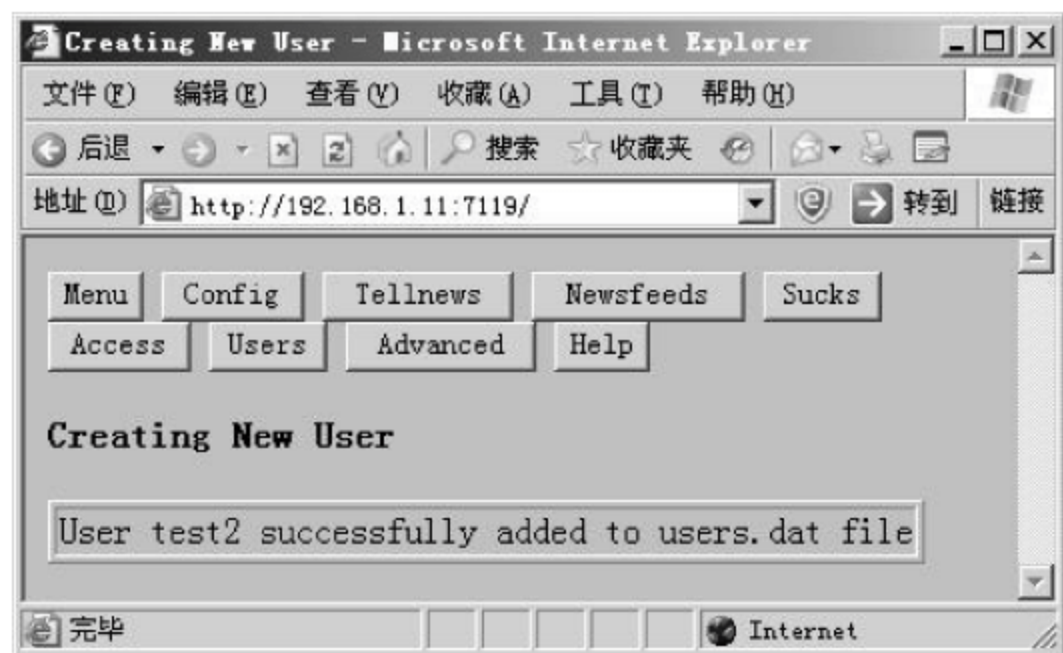 Creating New User - Microsoft Internet Explorer
文件(F) 编辑(E) 查看(V) 收藏(A) 工具(T) 帮助(H)
后退 搜索 收藏夹
地址(D) http://192.168.1.11:7119/ 转到 链接
Menu Config Tellnews Newsfeeds Sucks
Access Users Advanced Help
Creating New User
User test2 successfully added to users.dat file
完毕 Internet